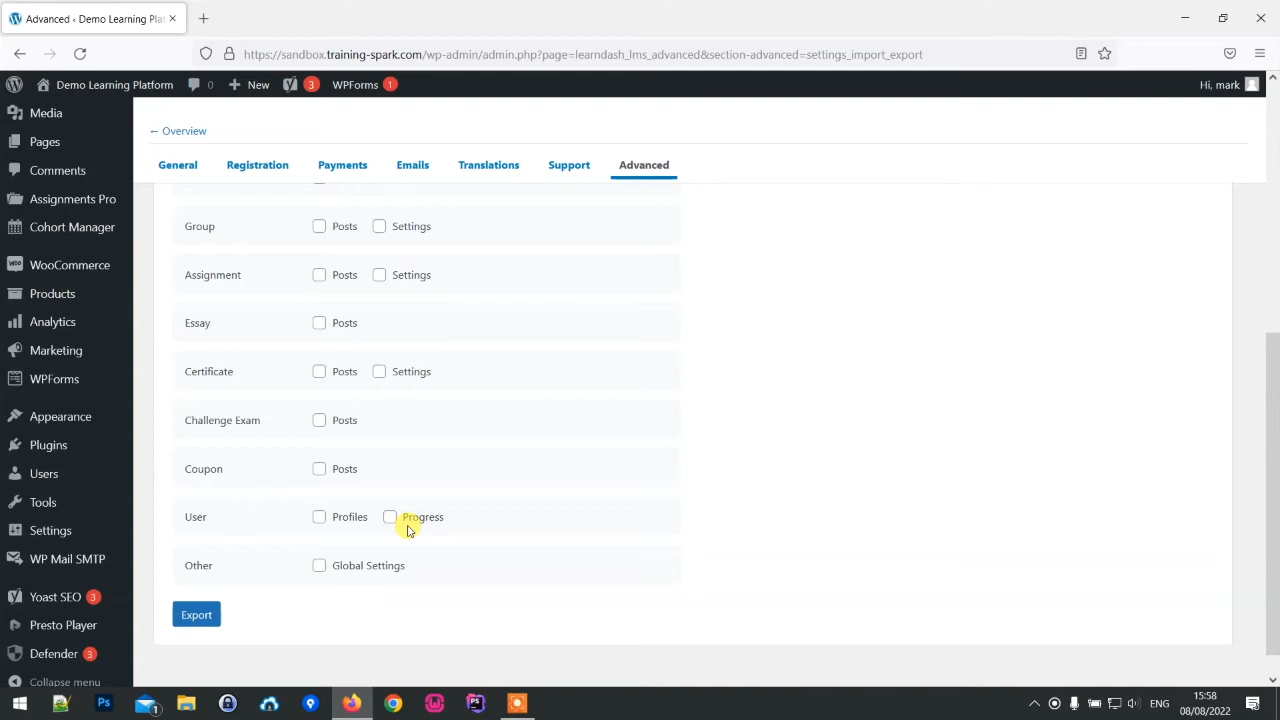 Advanced ‹ Demo Learning Plat
https://sandbox.training-spark.com/wp-admin/admin.php?page=learndash_lms_advanced&section-advanced=settings_import_export
Demo Learning Platform 0 New 3 WPForms 1 Hi, mark
Media
Pages
Comments
Assignments Pro
Cohort Manager
WooCommerce
Products
Analytics
Marketing
WPForms
Appearance
Plugins
Users
Tools
Settings
WP Mail SMTP
Yoast SEO 3
Presto Player
Defender 3
Collapse menu
← Overview
General Registration Payments Emails Translations Support Advanced
Group Posts Settings
Assignment Posts Settings
Essay Posts
Certificate Posts Settings
Challenge Exam Posts
Coupon Posts
User Profiles Progress
Other Global Settings
Export
ENG
15:58
08/08/2022